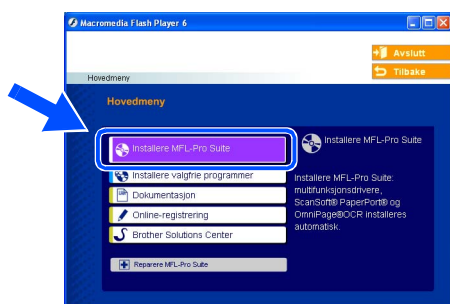 Macromedia Flash Player 6
Avslutt
Tilbake
Hovedmeny
Hovedmeny
Installere MFL-Pro Suite
Installere valgfrie programmer
Dokumentasjon
Online-registrering
Brother Solutions Center
Reparere MFL-Pro Suite
Installere MFL-Pro Suite
Installere MFL-Pro Suite:
multifunksjonsdrivere,
ScanSoft® PaperPort® og
OmniPage®OCR installeres
automatisk.